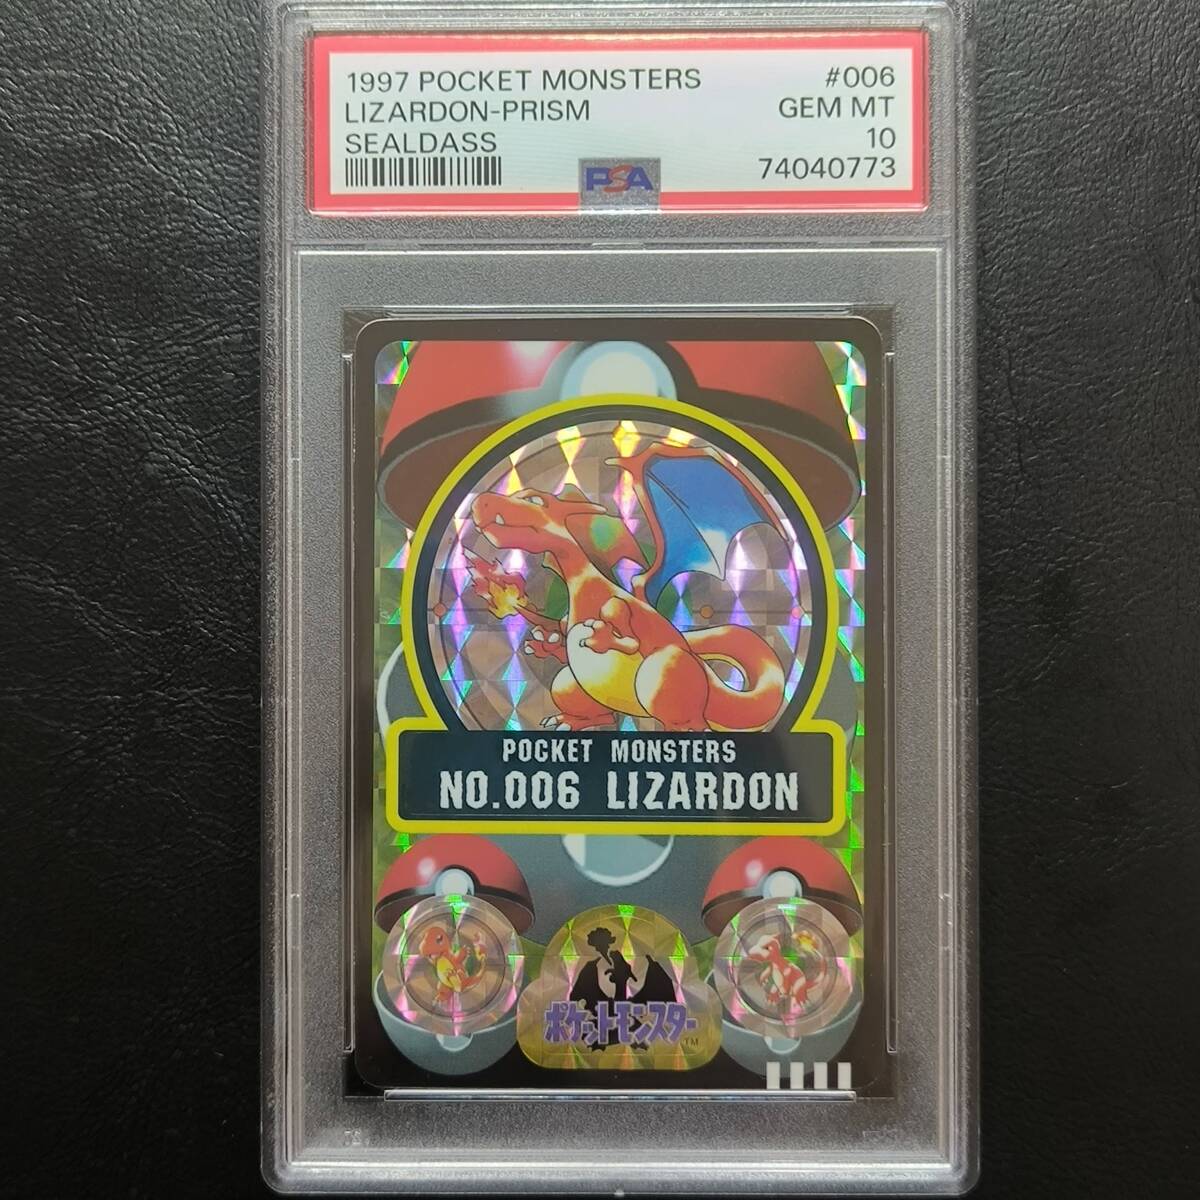 1997 POCKET MONSTERS #006
LIZARDON-PRISM GEM MT
SEALDASS 10
74040773
PSA
POCKET MONSTERS
NO.006 LIZARDON
ポケットモンスター
TM